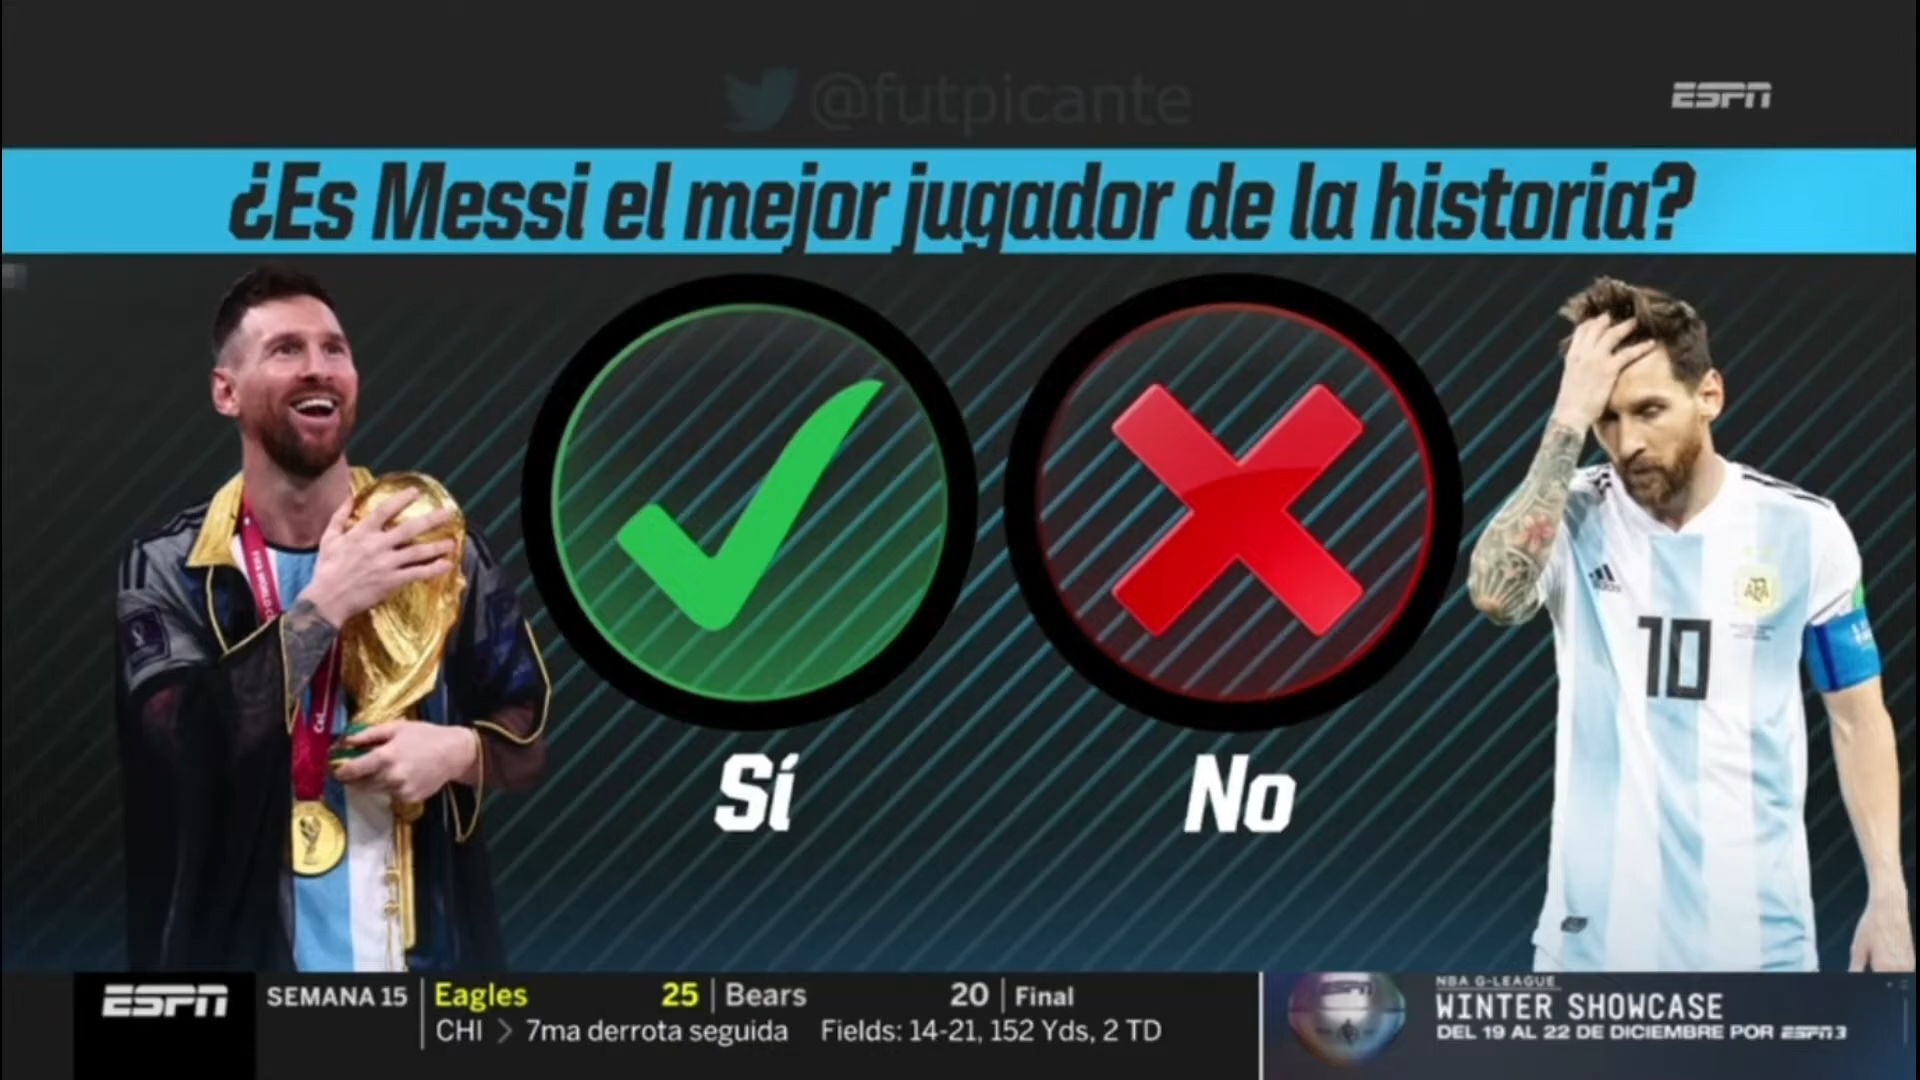 @futpicante
ESPN
¿Es Messi el mejor jugador de la historia?
10
Sí
No
ESPN
SEMANA 15
Eagles 25 Bears 20 Final
CHI > 7ma derrota seguida Fields: 14-21, 152 Yds, 2 TD
NBA G-LEAGUE
WINTER SHOWCASE
DEL 19 AL 22 DE DICIEMBRE POR ESPN 3